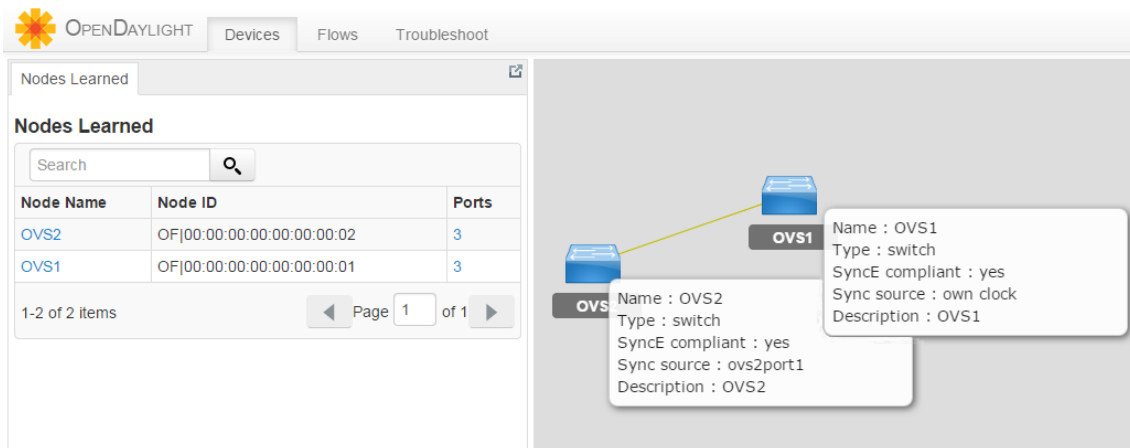 OPENDAYLIGHT Devices Flows Troubleshoot
Nodes Learned
Nodes Learned
Search
Node Name Node ID Ports
OVS2 OF|00:00:00:00:00:00:00:02 3
OVS1 OF|00:00:00:00:00:00:00:01 3
1-2 of 2 items Page 1 of 1
OVS1
Name : OVS1
Type : switch
SyncE compliant : yes
Sync source : own clock
Description : OVS1
OVS2
Name : OVS2
Type : switch
SyncE compliant : yes
Sync source : ovs2port1
Description : OVS2